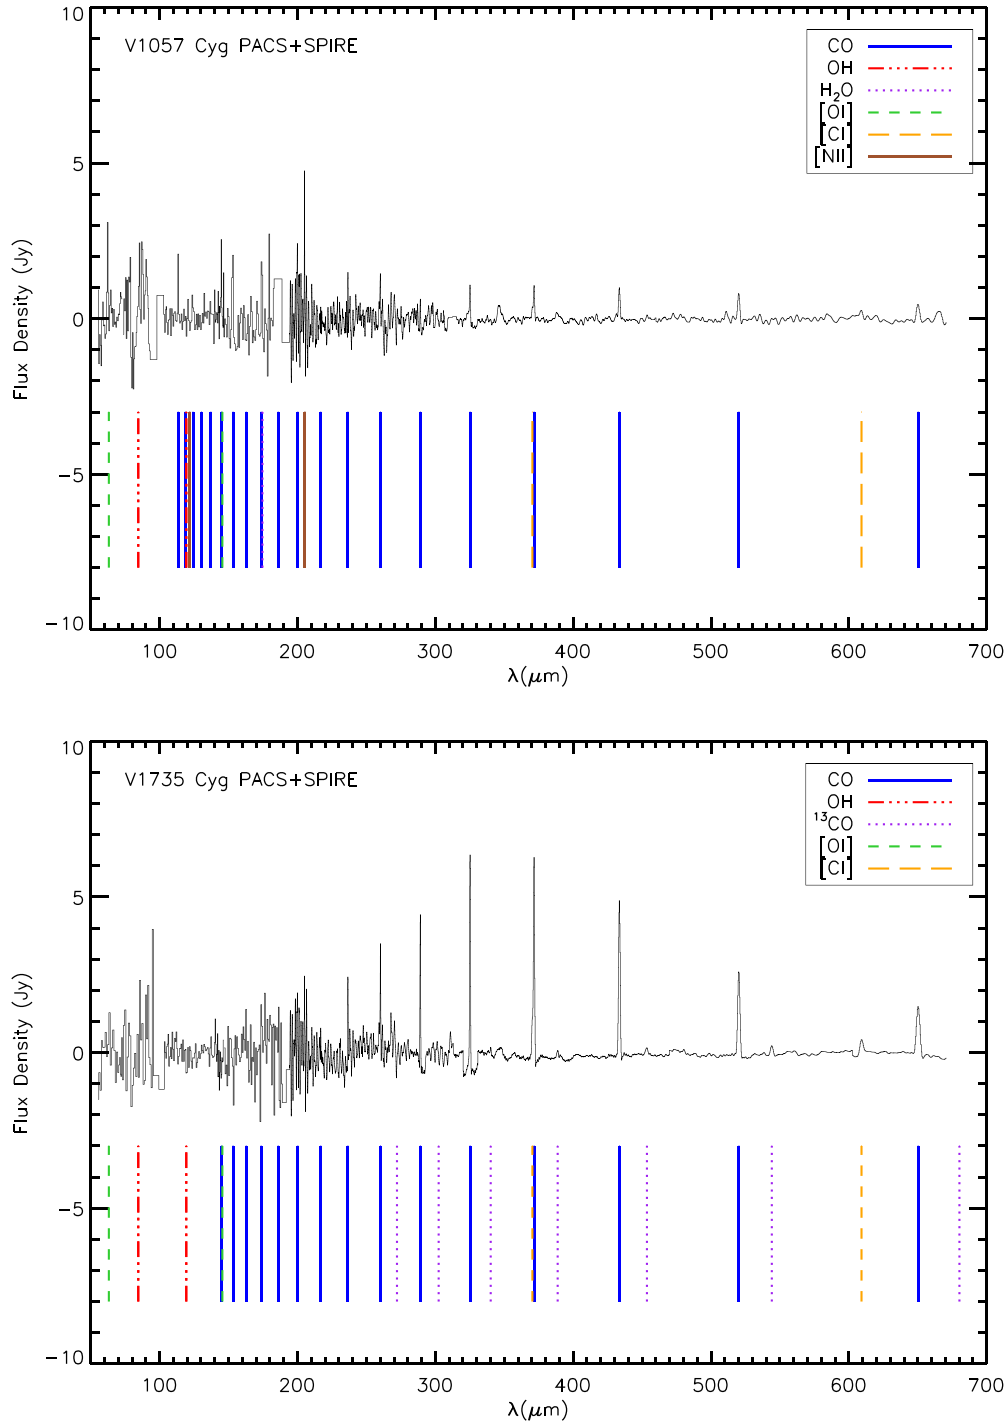 10
V1057 Cyg PACS+SPIRE
CO
OH
H2O
[OI]
[CI]
[NII]
5
0
−5
−10
Flux Density (Jy)
100 200 300 400 500 600 700
λ(μm)
10
V1735 Cyg PACS+SPIRE
CO
OH
13CO
[OI]
[CI]
5
0
−5
−10
Flux Density (Jy)
100 200 300 400 500 600 700
λ(μm)